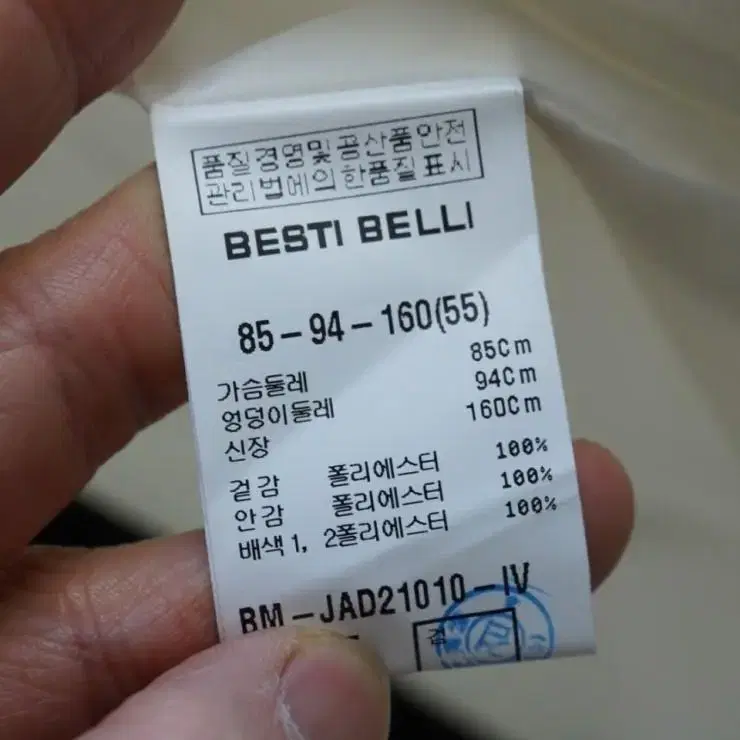 품질경영및공산품안전
관리법에의한품질표시
BESTI BELLI
85-94-160(55)
가슴둘레 85Cm
엉덩이둘레 94Cm
신장 160Cm
겉감 폴리에스터 100%
안감 폴리에스터 100%
배색1, 2폴리에스터 100%
BM-JAD21010-IV
검